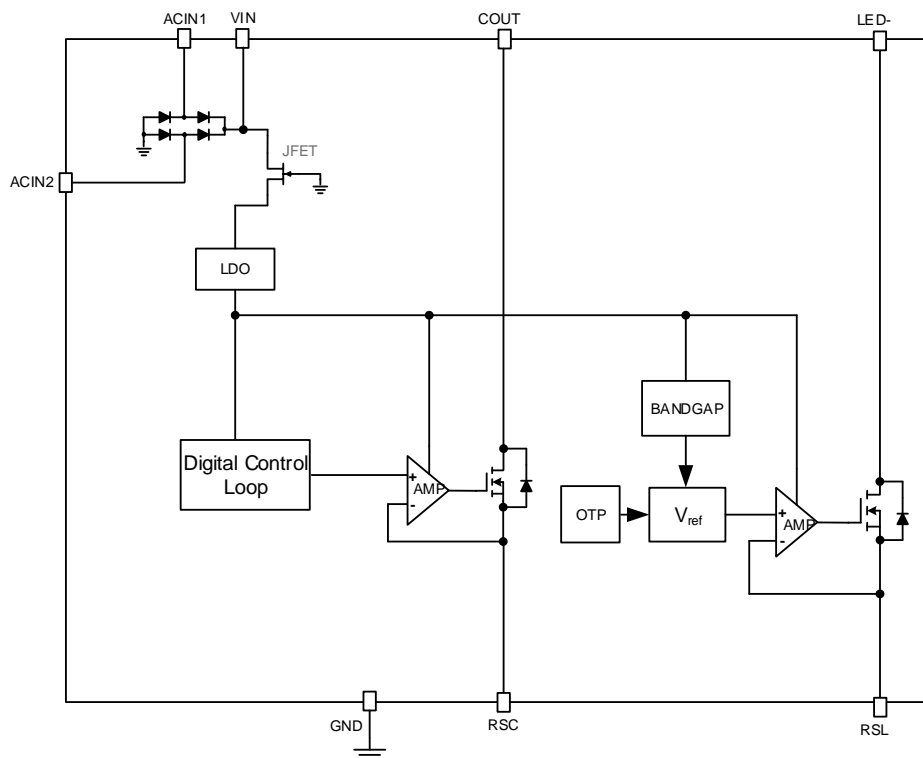 ACIN1
VIN
COUT
LED-
JFET
ACIN2
LDO
BANDGAP
Digital Control
Loop
+
AMP
-
OTP
Vref
+
AMP
-
GND
RSC
RSL